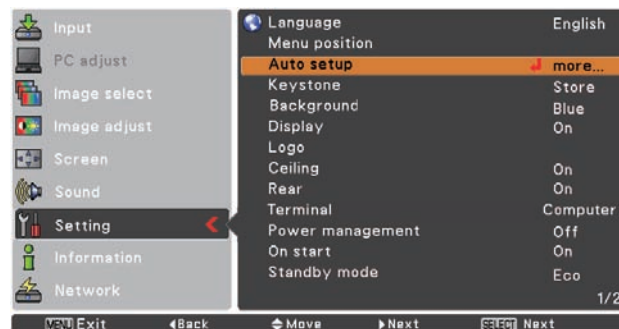 Input
PC adjust
Image select
Image adjust
Screen
Sound
Setting
Information
Network
Language English
Menu position
Auto setup more...
Keystone Store
Background Blue
Display On
Logo
Ceiling On
Rear On
Terminal Computer
Power management Off
On start On
Standby mode Eco
1/2
MENU Exit Back Move Next SELECT Next